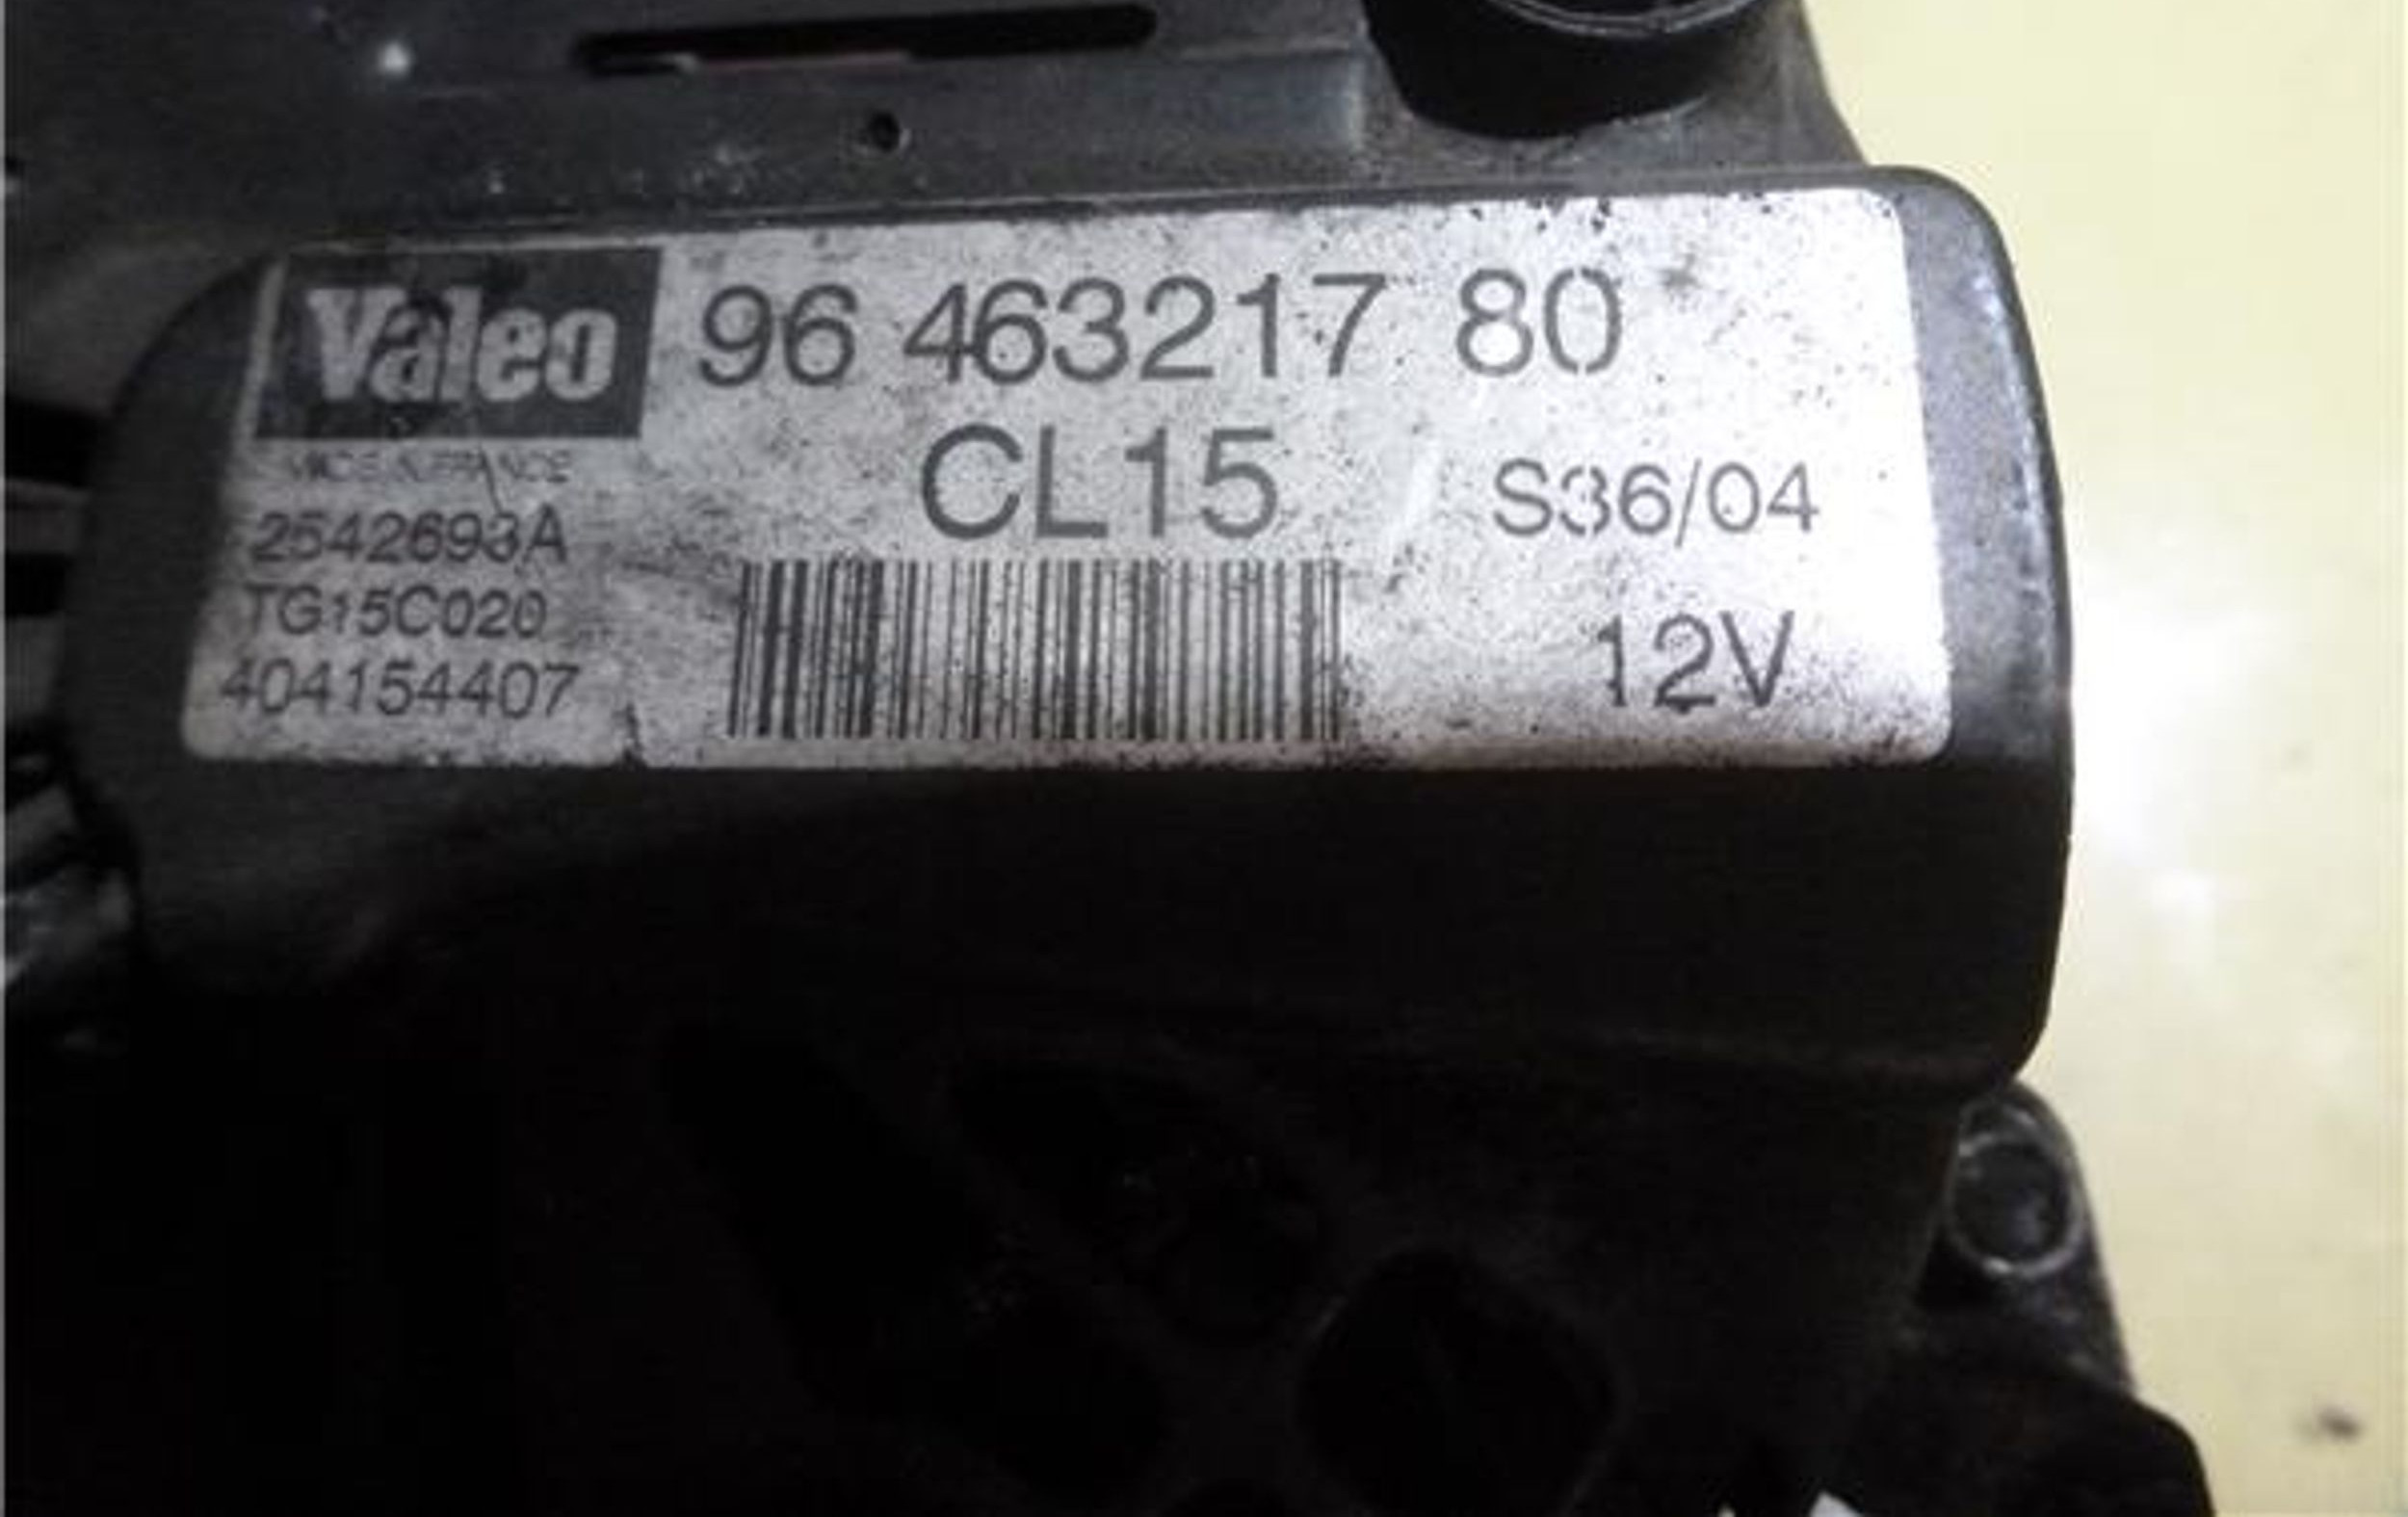 Valeo
96 463217 80
CL15
S36/04
MADE IN FRANCE
2542693A
TG15C020
404154407
12V